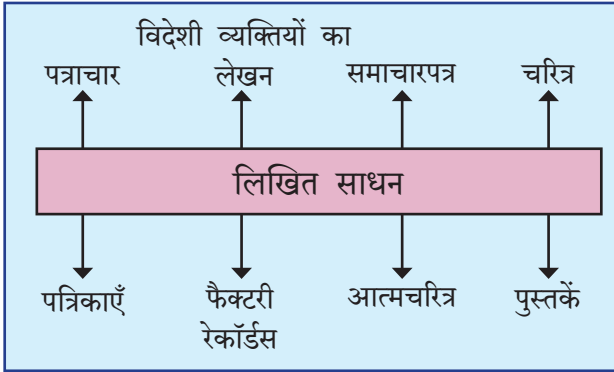 विदेशी व्यक्तियों का
पत्राचार लेखन समाचारपत्र चरित्र
लिखित साधन
पत्रिकाएँ फैक्टरी आत्मचरित्र पुस्तकें
रेकॉर्डस